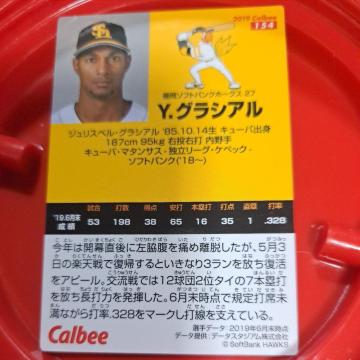 2019 Calbee
154
福岡ソフトバンクホークス 27
Y.グラシアル
ジュリスベル・グラシアル '85.10.14生 キューバ出身
187cm 95kg 右投右打 内野手
キューバ・マタンサス - 独立リーグ・ケベック -
ソフトバンク('18~)
試合 打数 得点 安打 本塁打 打点 盗塁 打率
'19.6月末成績 53 198 38 65 16 35 1 .328
今年は開幕直後に左脇腹を痛め離脱したが、5月3
日の楽天戦で復帰するといきなり3ランを放ち復活
をアピール。交流戦では12球団2位タイの7本塁打
を放ち長打力を発揮した。6月末時点で規定打席未
満ながら打率.328をマークし打線を支えている。
Calbee
選手データ:2019年6月末時点
データ提供:データスタジアム(株)
© SoftBank HAWKS